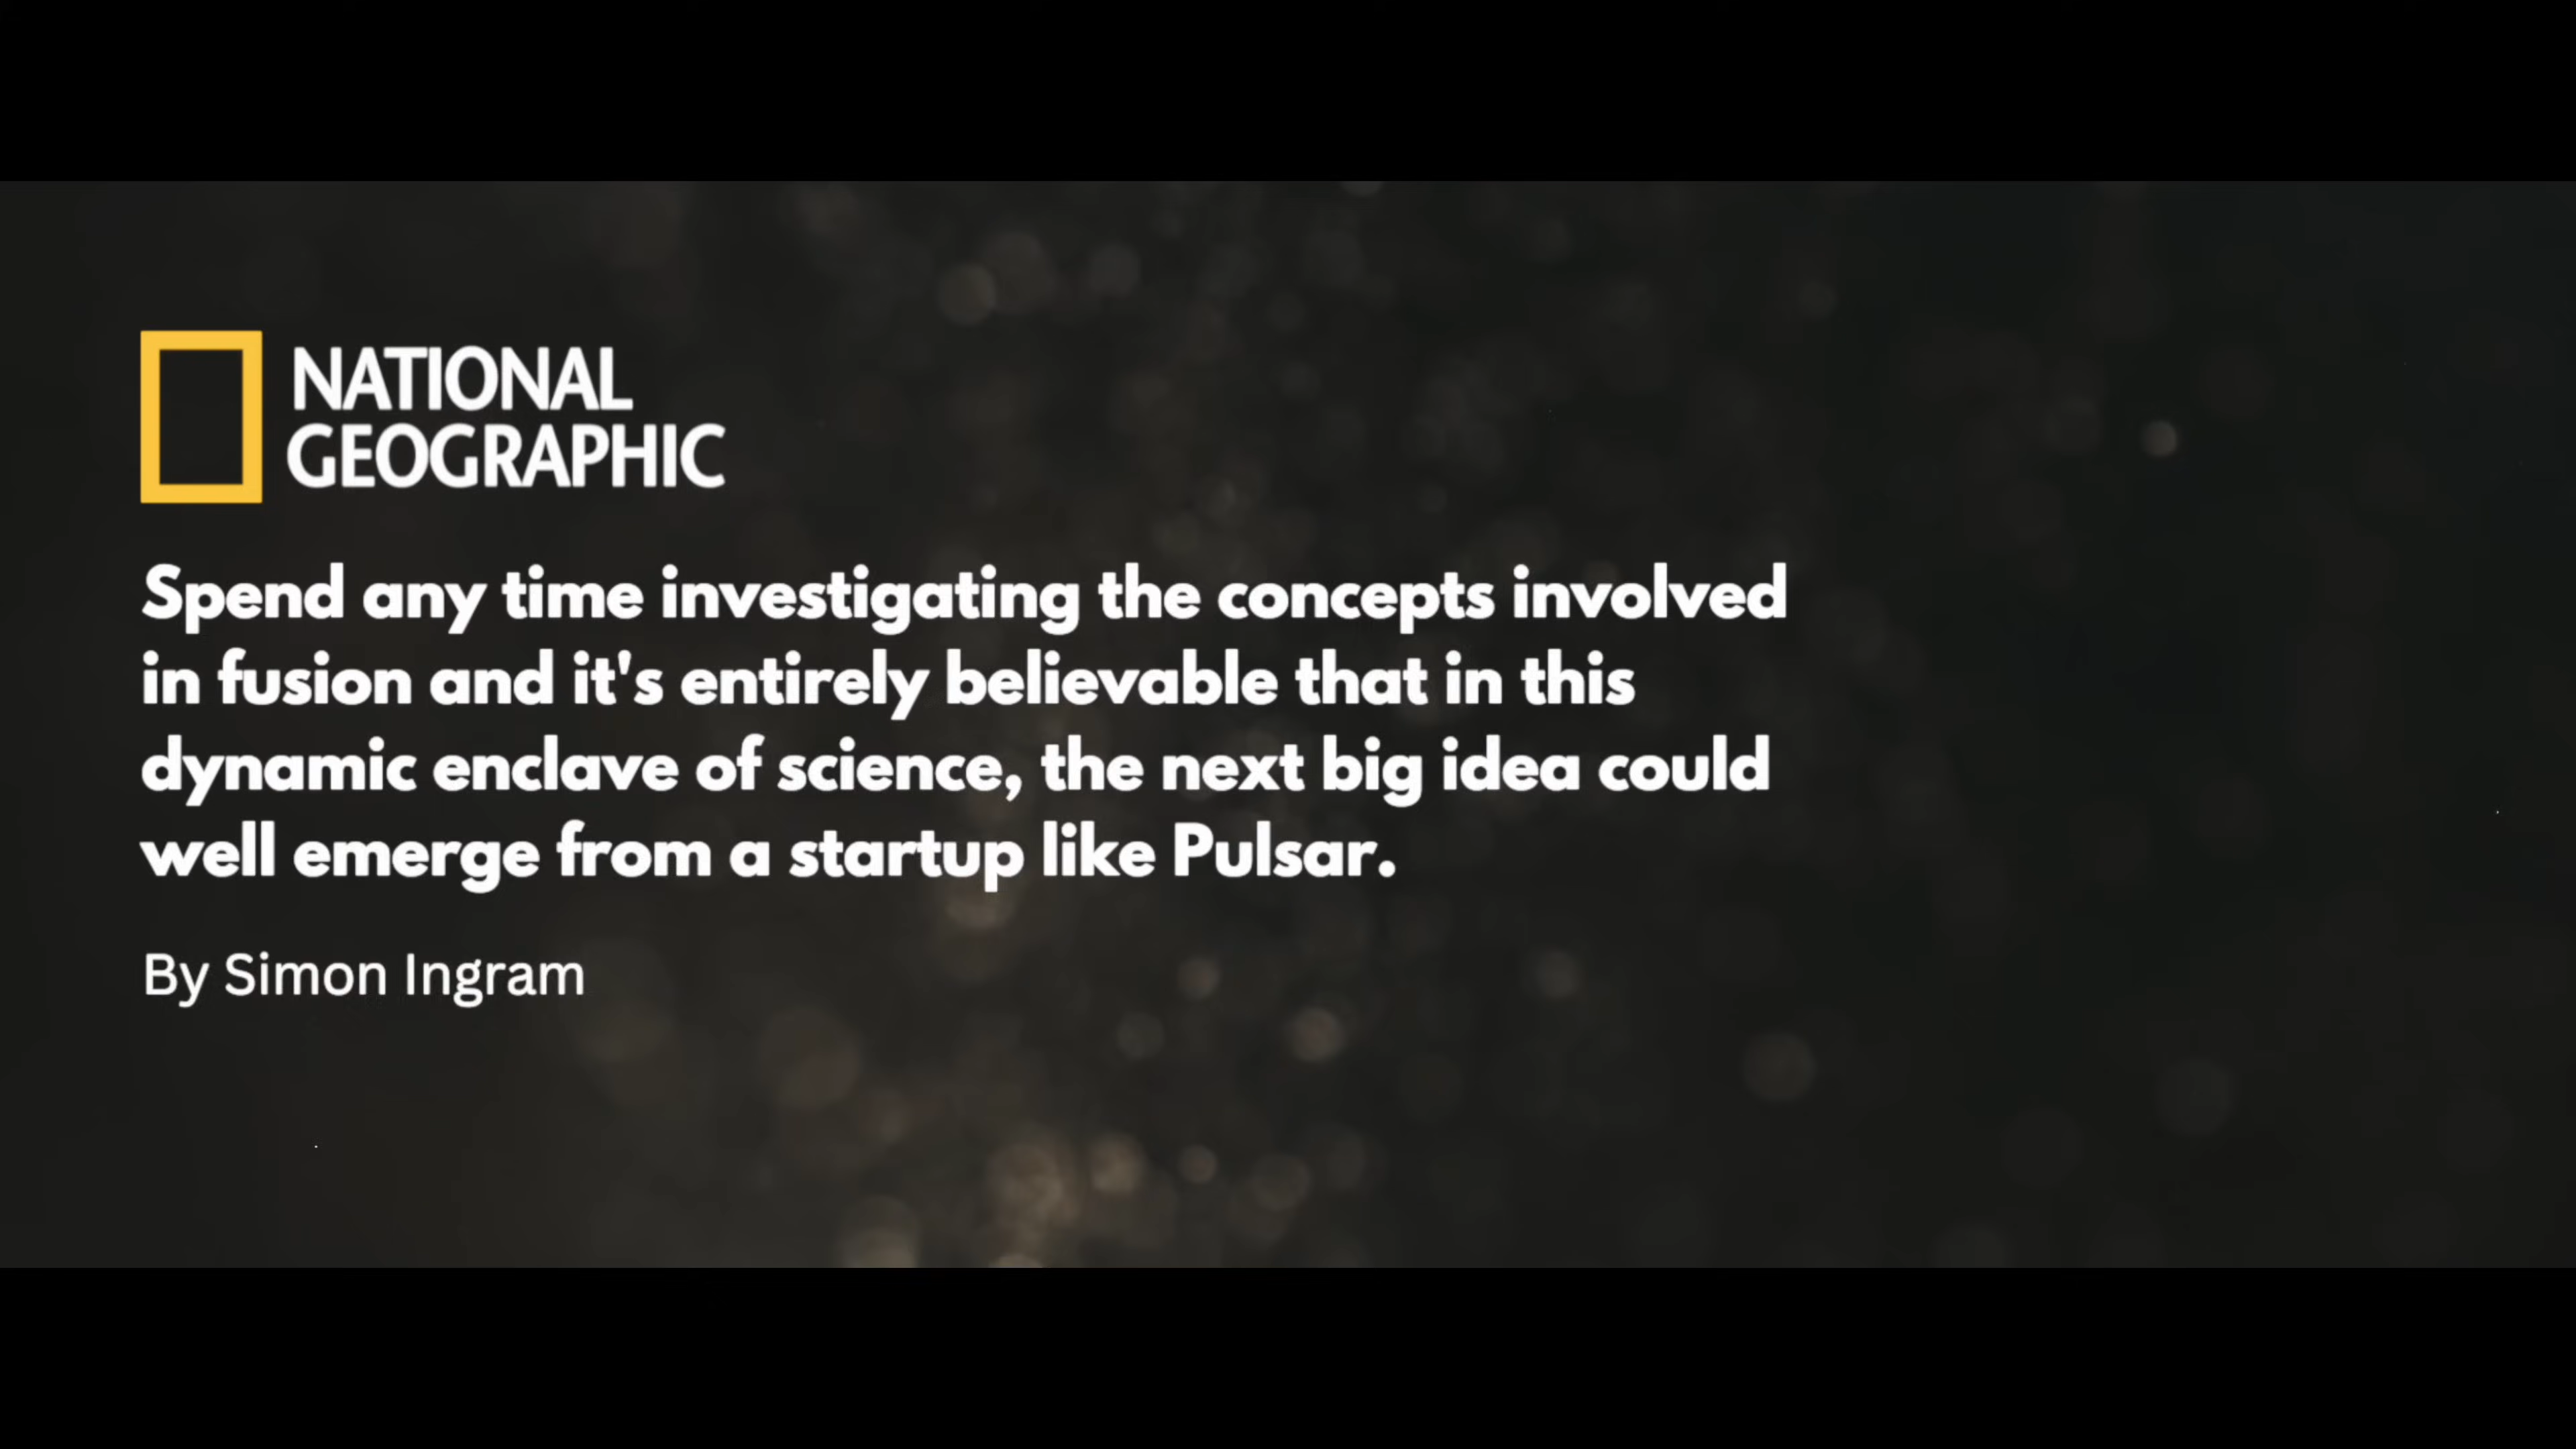 NATIONAL
GEOGRAPHIC
Spend any time investigating the concepts involved
in fusion and it's entirely believable that in this
dynamic enclave of science, the next big idea could
well emerge from a startup like Pulsar.
By Simon Ingram